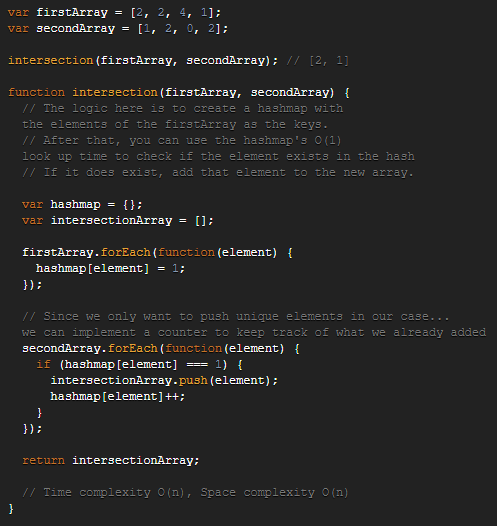 var firstArray = [2, 2, 4, 1];
var secondArray = [1, 2, 0, 2];

intersection(firstArray, secondArray); // [2, 1]

function intersection(firstArray, secondArray) {
  // The logic here is to create a hashmap with
  the elements of the firstArray as the keys.
  // After that, you can use the hashmap's O(1)
  look up time to check if the element exists in the hash
  // If it does exist, add that element to the new array.

  var hashmap = {};
  var intersectionArray = [];

  firstArray.forEach(function(element) {
    hashmap[element] = 1;
  });

  // Since we only want to push unique elements in our case...
  we can implement a counter to keep track of what we already added
  secondArray.forEach(function(element) {
    if (hashmap[element] === 1) {
      intersectionArray.push(element);
      hashmap[element]++;
    }
  });

  return intersectionArray;

  // Time complexity O(n), Space complexity O(n)
}